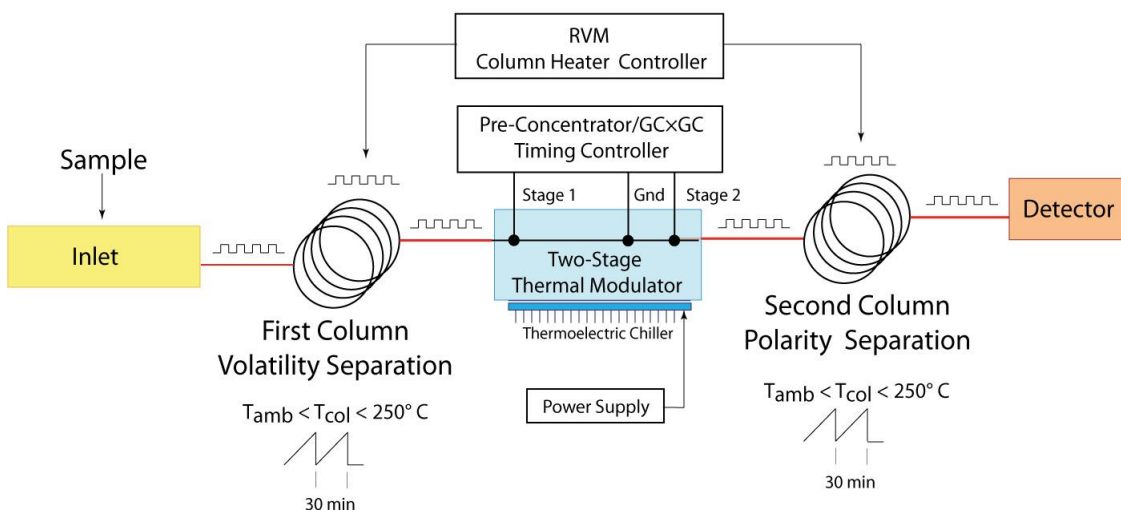 RVM
Column Heater Controller
Pre-Concentrator/GC×GC
Timing Controller
Sample
Stage 1
Gnd
Stage 2
Inlet
Detector
Two-Stage
Thermal Modulator
First Column
Volatility Separation
Thermoelectric Chiller
Second Column
Polarity Separation
Power Supply
Tamb < Tcol < 250° C
Tamb < Tcol < 250° C
30 min
30 min